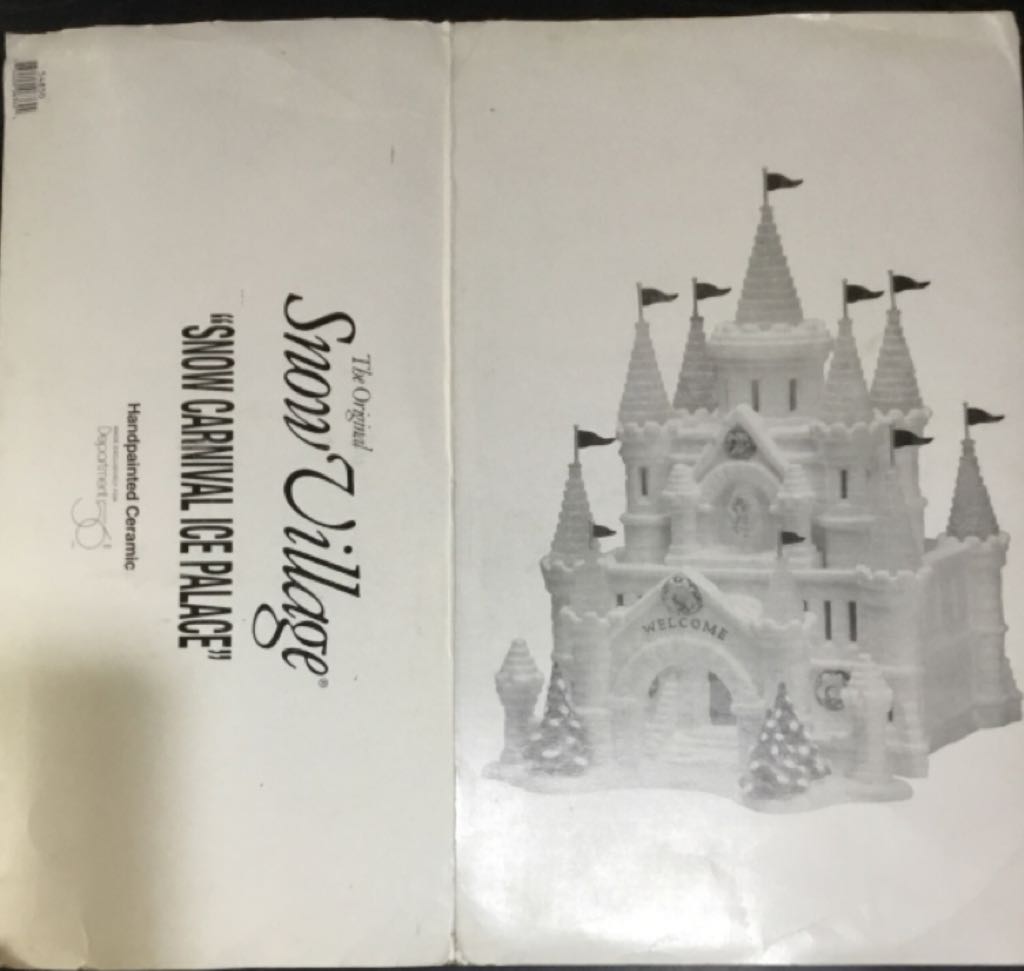 The Original
Snow Village®
"SNOW CARNIVAL ICE PALACE"
Handpainted Ceramic
Department 56
WELCOME